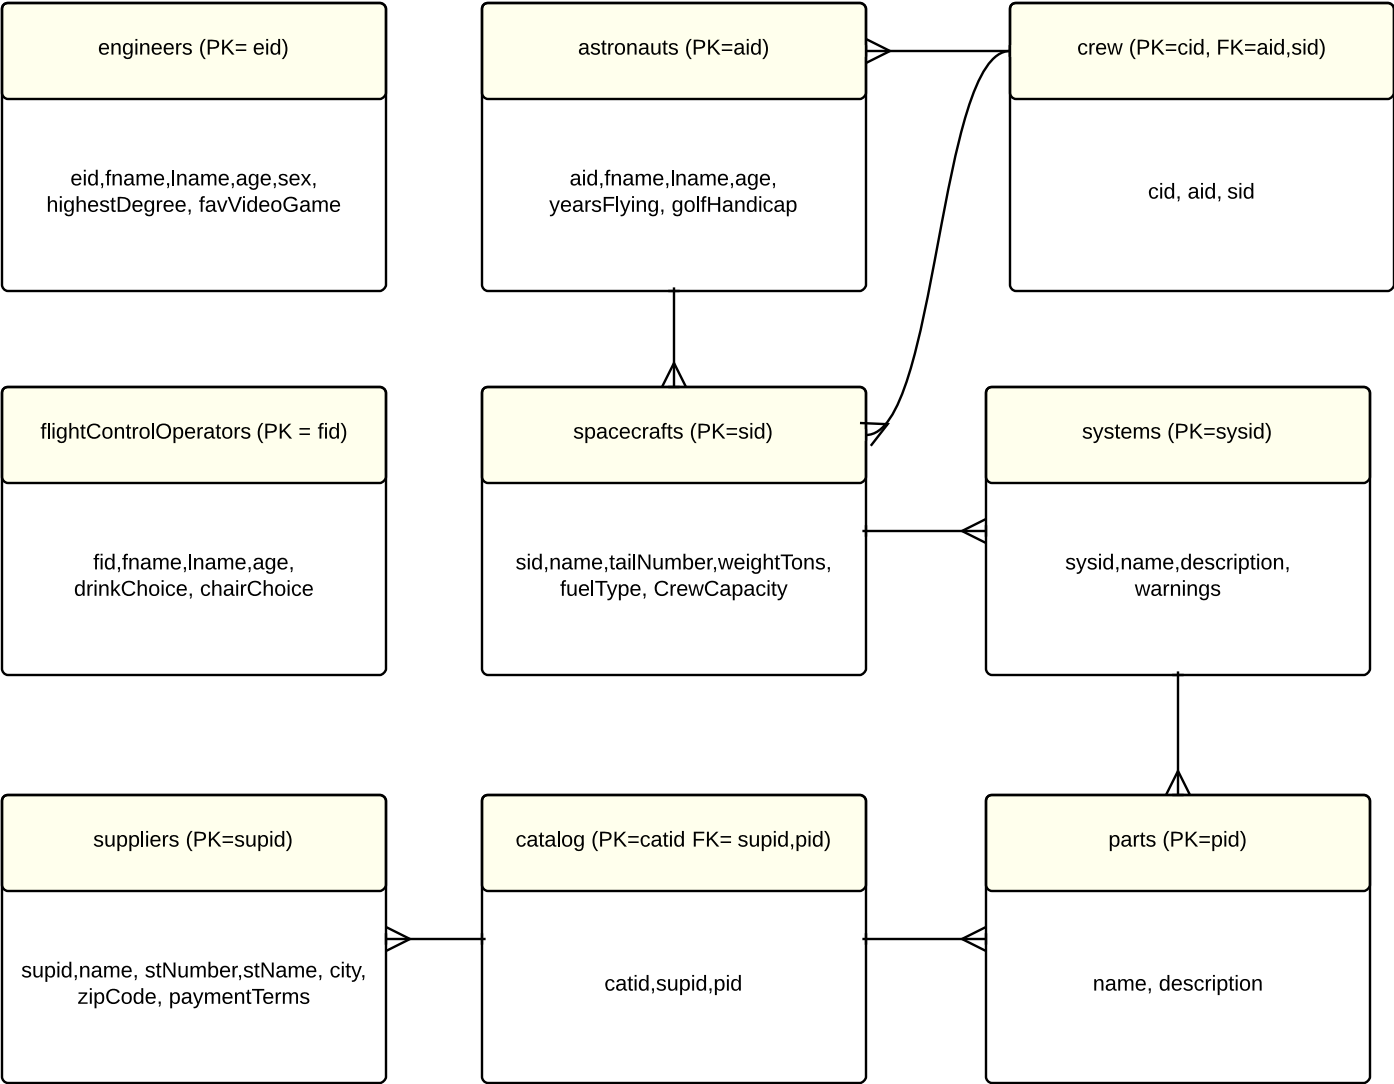 engineers (PK= eid)
eid,fname,lname,age,sex,
highestDegree, favVideoGame
astronauts (PK=aid)
aid,fname,lname,age,
yearsFlying, golfHandicap
crew (PK=cid, FK=aid,sid)
cid, aid, sid
flightControlOperators (PK = fid)
fid,fname,lname,age,
drinkChoice, chairChoice
spacecrafts (PK=sid)
sid,name,tailNumber,weightTons,
fuelType, CrewCapacity
systems (PK=sysid)
sysid,name,description,
warnings
suppliers (PK=supid)
supid,name, stNumber,stName, city,
zipCode, paymentTerms
catalog (PK=catid FK= supid,pid)
catid,supid,pid
parts (PK=pid)
name, description